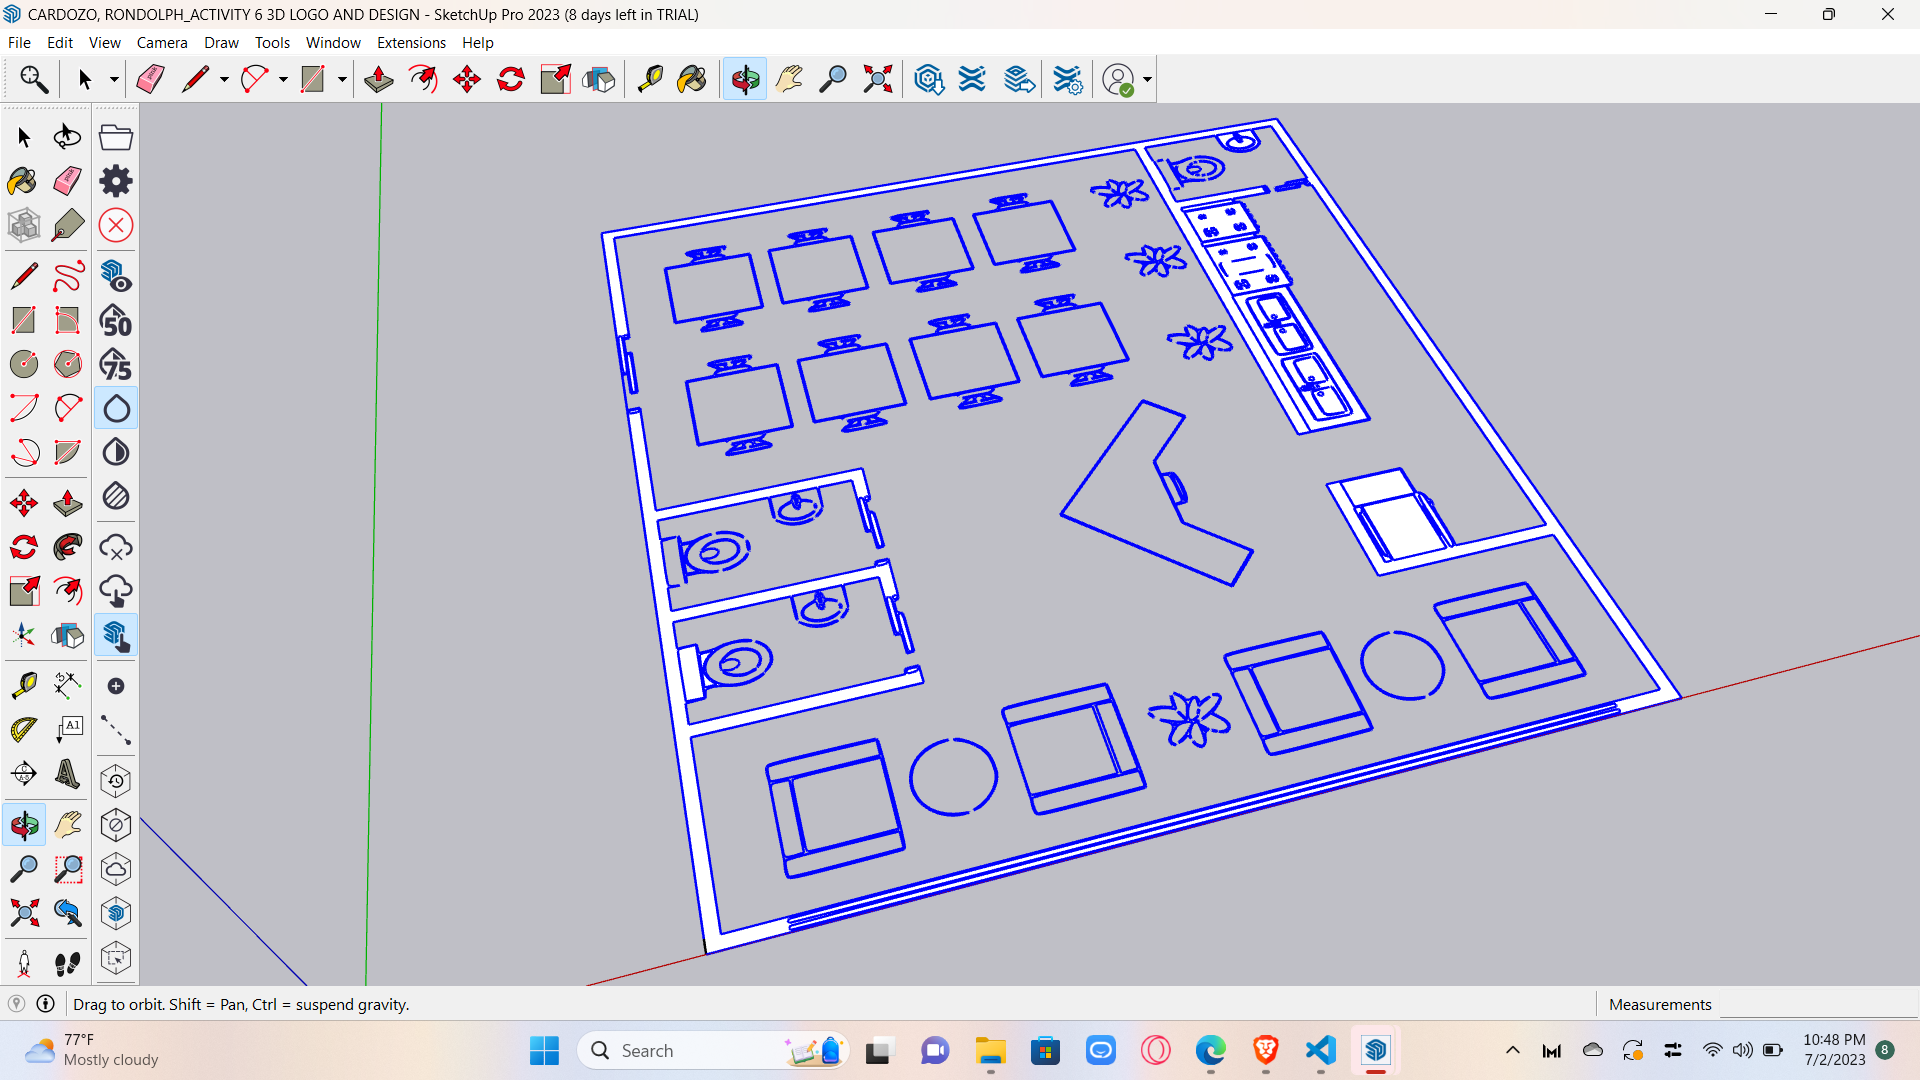 CARDOZO, RONDOLPH_ACTIVITY 6 3D LOGO AND DESIGN - SketchUp Pro 2023 (8 days left in TRIAL)
File Edit View Camera Draw Tools Window Extensions Help
50
75
A1
Drag to orbit. Shift = Pan, Ctrl = suspend gravity.
Measurements
77°F
Mostly cloudy
Search
10:48 PM
7/2/2023
8